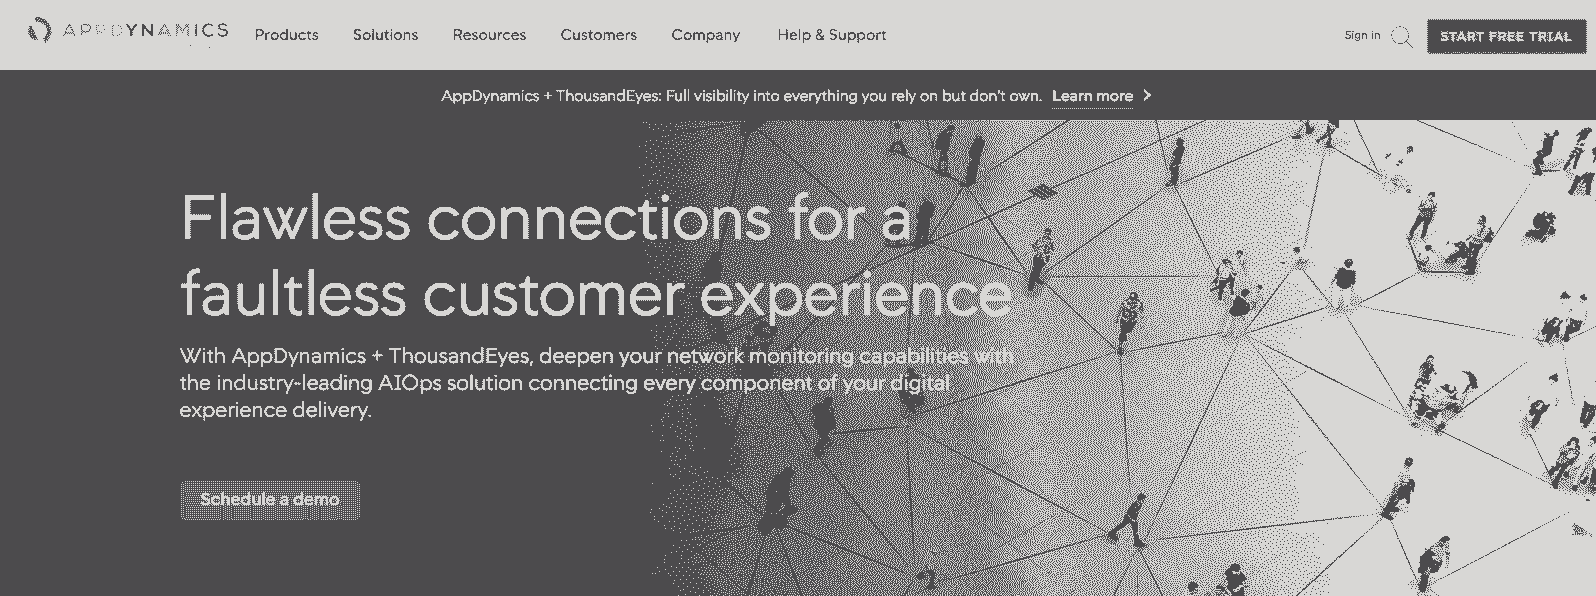 APPDYNAMICS Products Solutions Resources Customers Company Help & Support Sign in START FREE TRIAL
AppDynamics + ThousandEyes: Full visibility into everything you rely on but don't own. Learn more
Flawless connections for a
faultless customer experience
With AppDynamics + ThousandEyes, deepen your network monitoring capabilities with
the industry-leading AIOps solution connecting every component of your digital
experience delivery.
Schedule a demo